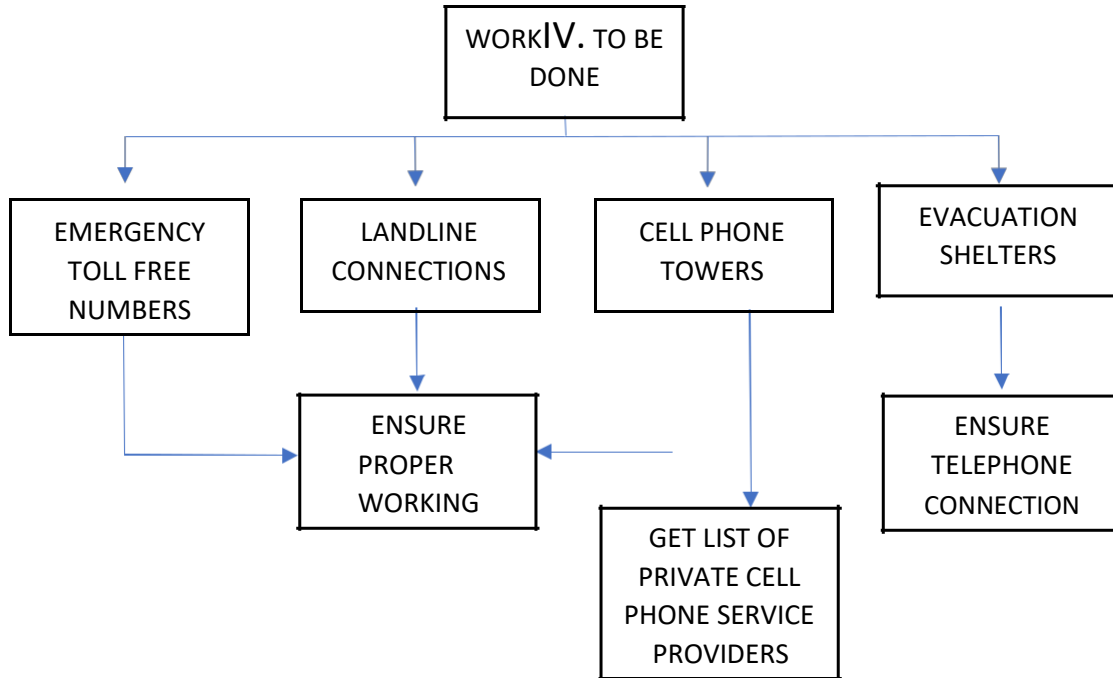 WORKIV. TO BE
DONE
EMERGENCY
TOLL FREE
NUMBERS
LANDLINE
CONNECTIONS
CELL PHONE
TOWERS
EVACUATION
SHELTERS
ENSURE
PROPER
WORKING
ENSURE
TELEPHONE
CONNECTION
GET LIST OF
PRIVATE CELL
PHONE SERVICE
PROVIDERS